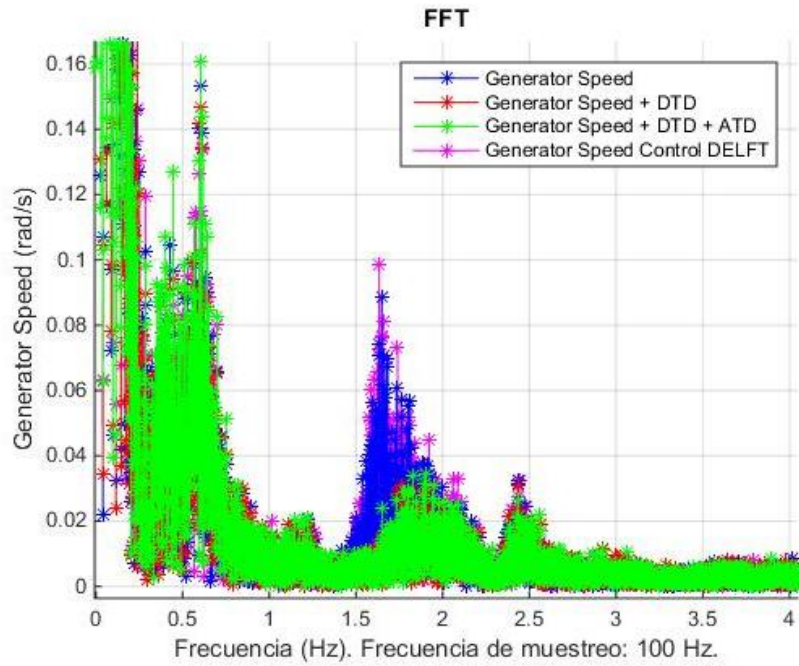 FFT
0.16
0.14
0.12
0.1
0.08
0.06
0.04
0.02
0
Generator Speed (rad/s)
Generator Speed
Generator Speed + DTD
Generator Speed + DTD + ATD
Generator Speed Control DELFT
0 0.5 1 1.5 2 2.5 3 3.5 4
Frecuencia (Hz). Frecuencia de muestreo: 100 Hz.